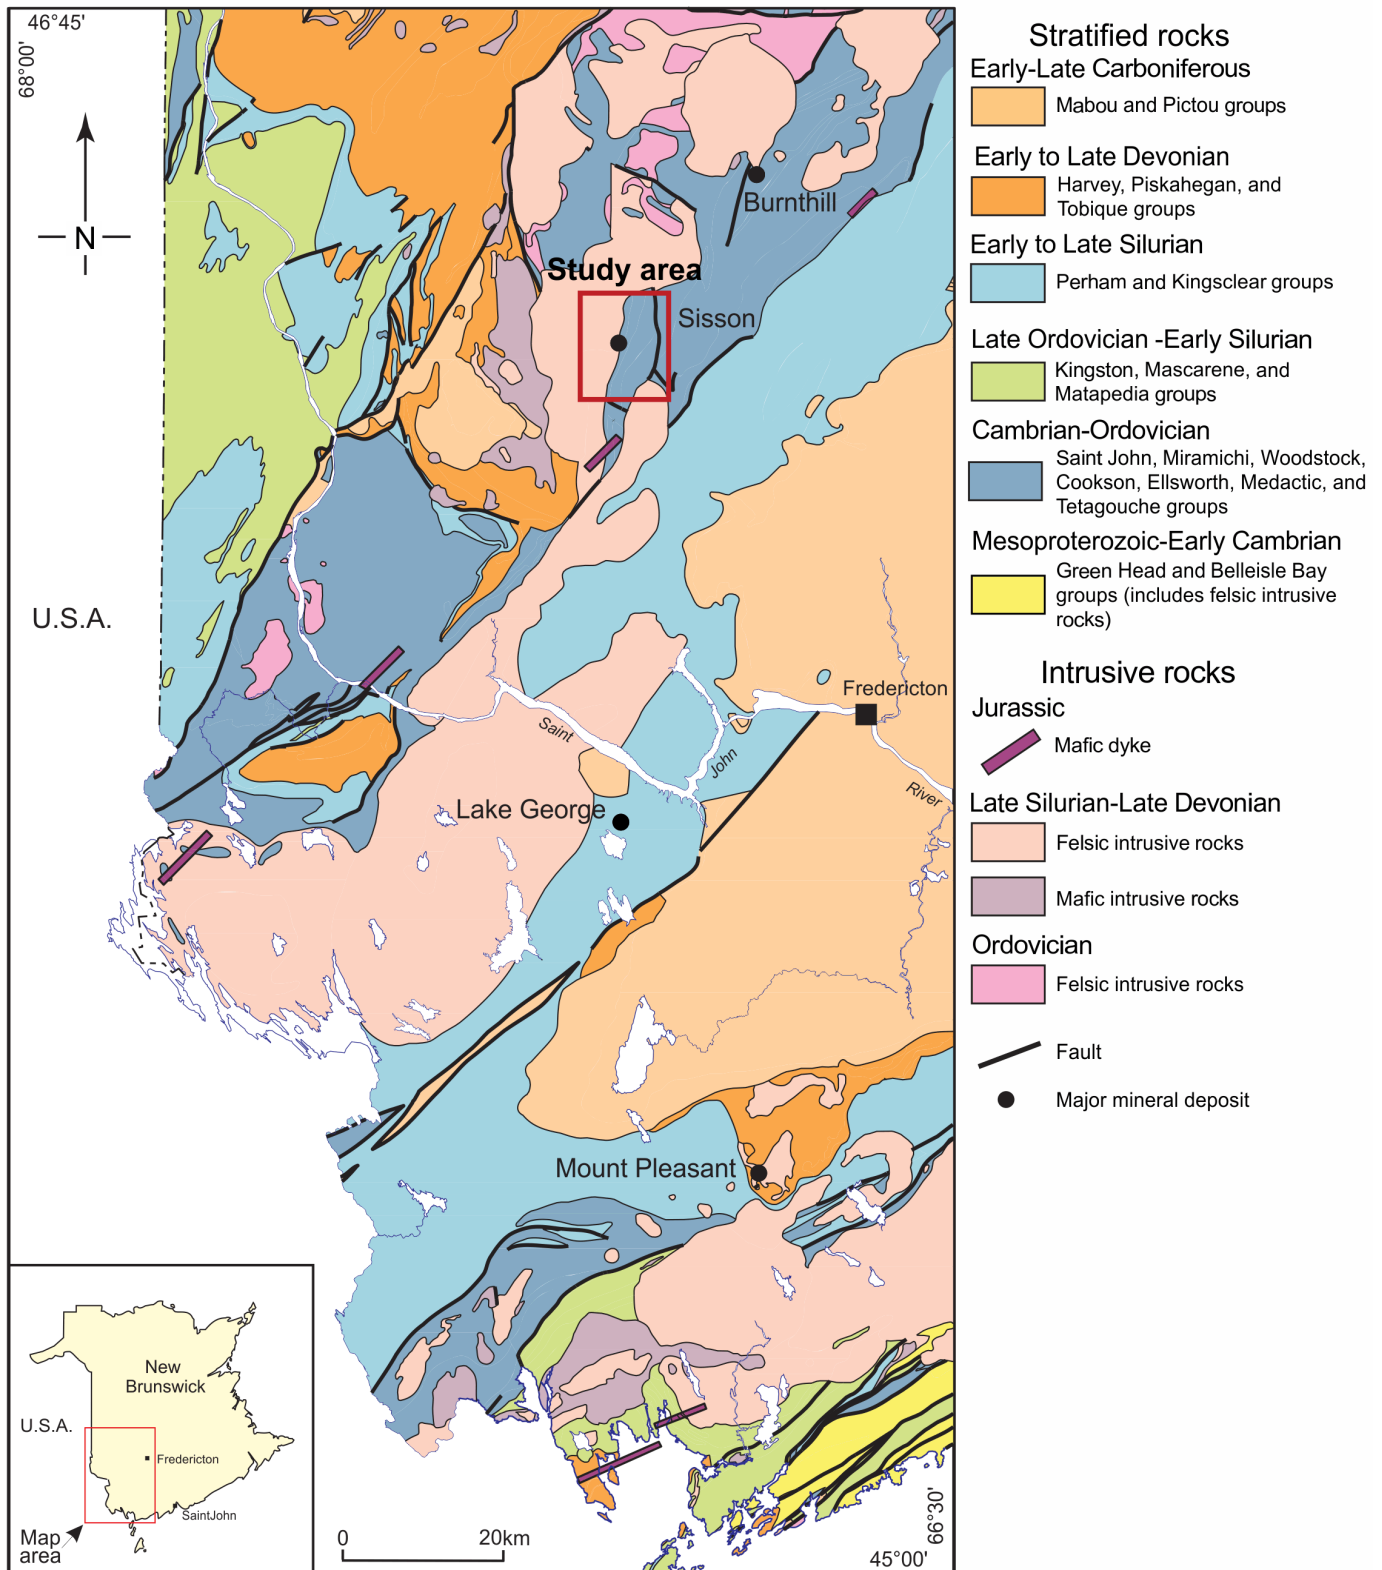 46°45'
68°00'
N
U.S.A.
Burnthill
Study area
Sisson
Fredericton
Saint
John
River
Lake George
Mount Pleasant
New
Brunswick
U.S.A.
Fredericton
SaintJohn
Map
area
0 20km
66°30'
45°00'
Stratified rocks
Early-Late Carboniferous
Mabou and Pictou groups
Early to Late Devonian
Harvey, Piskahegan, and
Tobique groups
Early to Late Silurian
Perham and Kingsclear groups
Late Ordovician -Early Silurian
Kingston, Mascarene, and
Matapedia groups
Cambrian-Ordovician
Saint John, Miramichi, Woodstock,
Cookson, Ellsworth, Medactic, and
Tetagouche groups
Mesoproterozoic-Early Cambrian
Green Head and Belleisle Bay
groups (includes felsic intrusive
rocks)
Intrusive rocks
Jurassic
Mafic dyke
Late Silurian-Late Devonian
Felsic intrusive rocks
Mafic intrusive rocks
Ordovician
Felsic intrusive rocks
Fault
Major mineral deposit